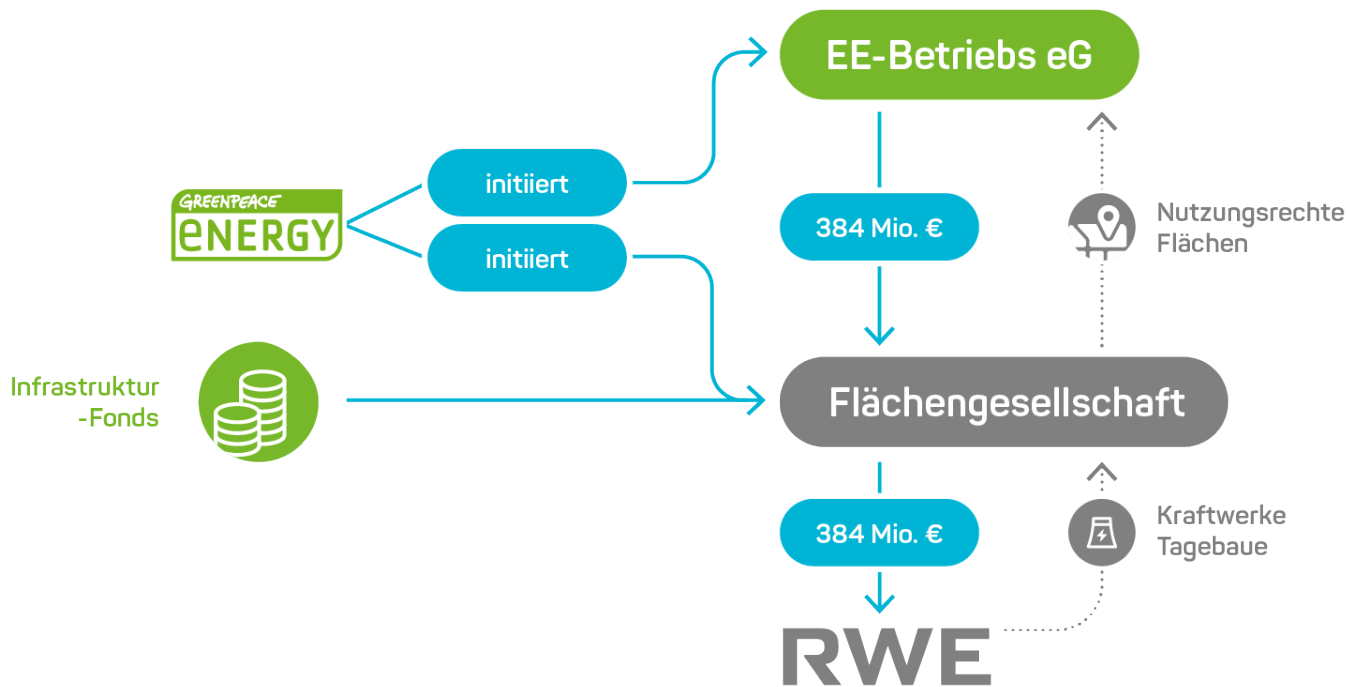 EE-Betriebs eG
initiiert
GREENPEACE
eNERGY
initiiert
384 Mio. €
Nutzungsrechte
Flächen
Infrastruktur
-Fonds
Flächengesellschaft
384 Mio. €
Kraftwerke
Tagebaue
RWE